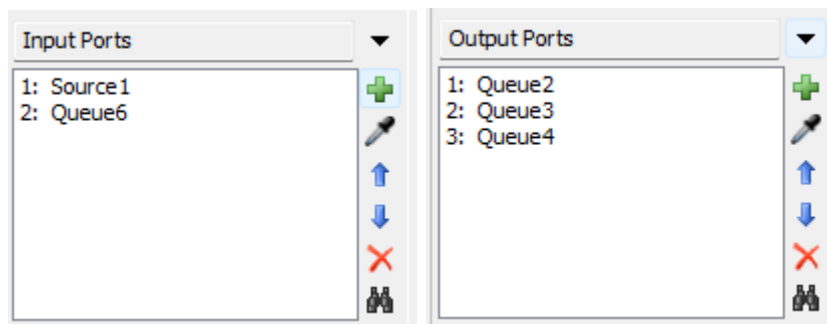 Input Ports
1: Source1
2: Queue6
Output Ports
1: Queue2
2: Queue3
3: Queue4